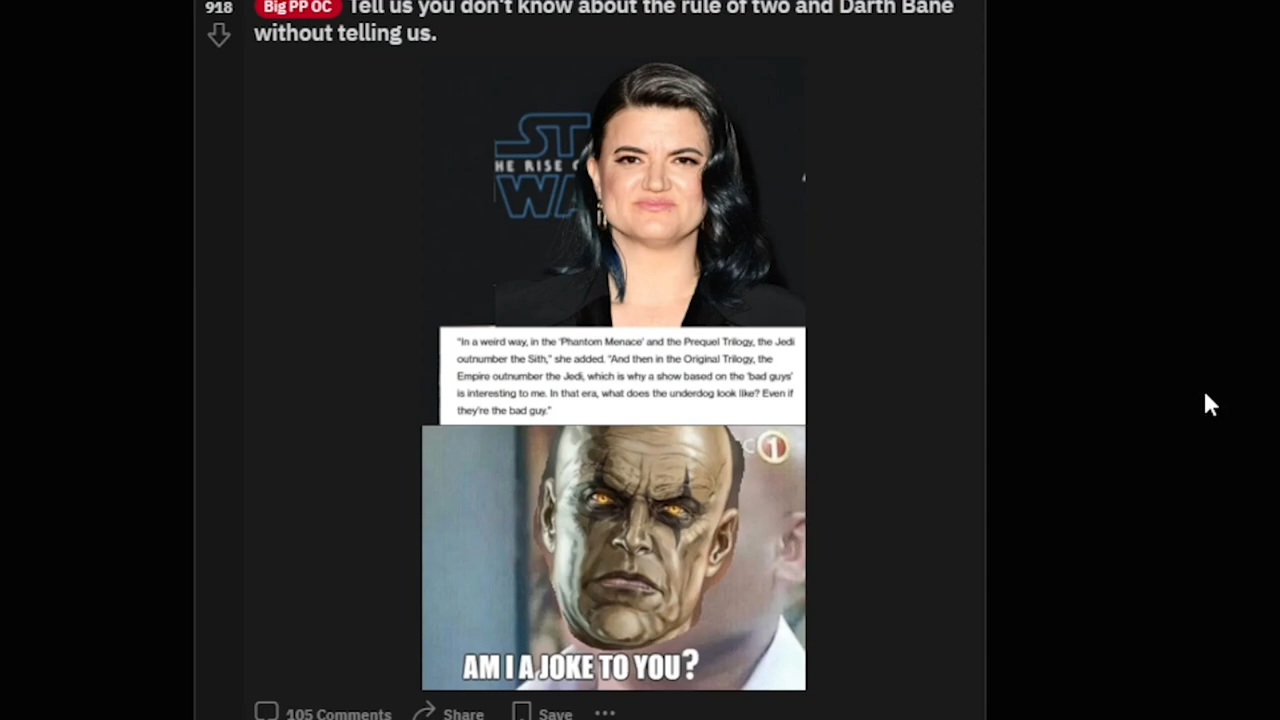 918
Big PP OC Tell us you don't know about the rule of two and Darth Bane
without telling us.
ST
HE RISE O
WA
"In a weird way, in the 'Phantom Menace' and the Prequel Trilogy, the Jedi
outnumber the Sith," she added. "And then in the Original Trilogy, the
Empire outnumber the Jedi, which is why a show based on the 'bad guys'
is interesting to me. In that era, what does the underdog look like? Even if
they're the bad guy."
C 1
AM I A JOKE TO YOU?
105 Comments Share Save